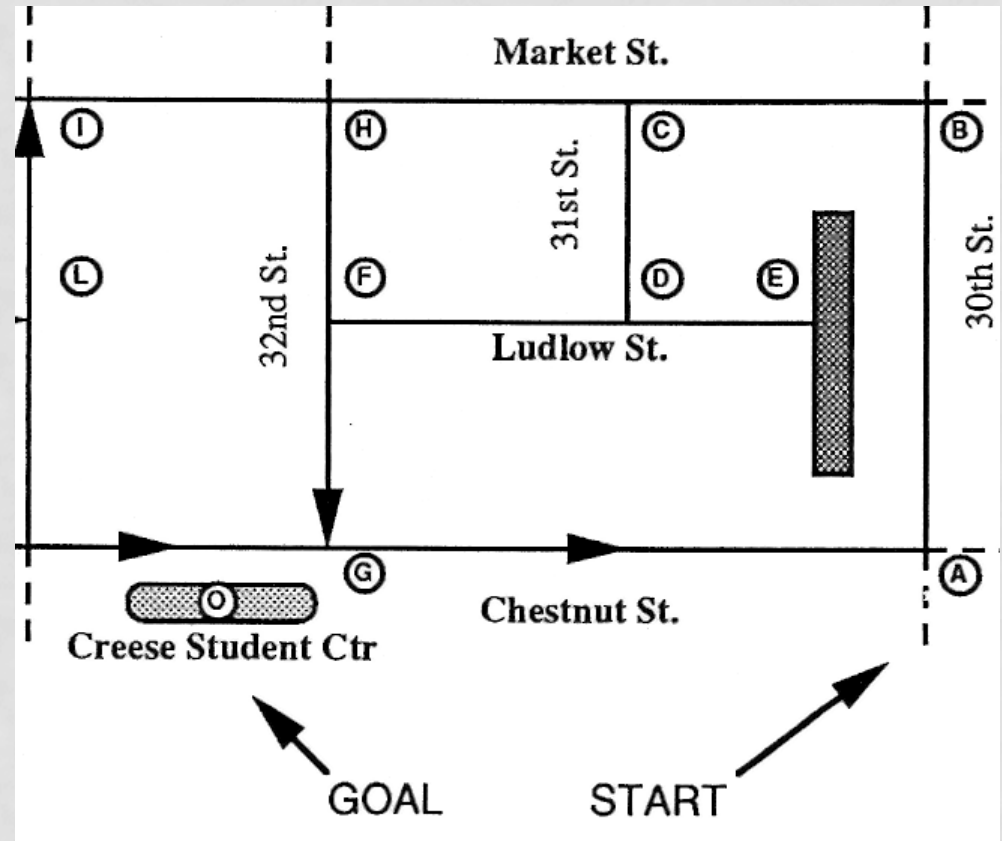 Market St.
I
H
C
B
31st St.
30th St.
L
F
D
E
32nd St.
Ludlow St.
G
A
O
Chestnut St.
Creese Student Ctr
GOAL
START